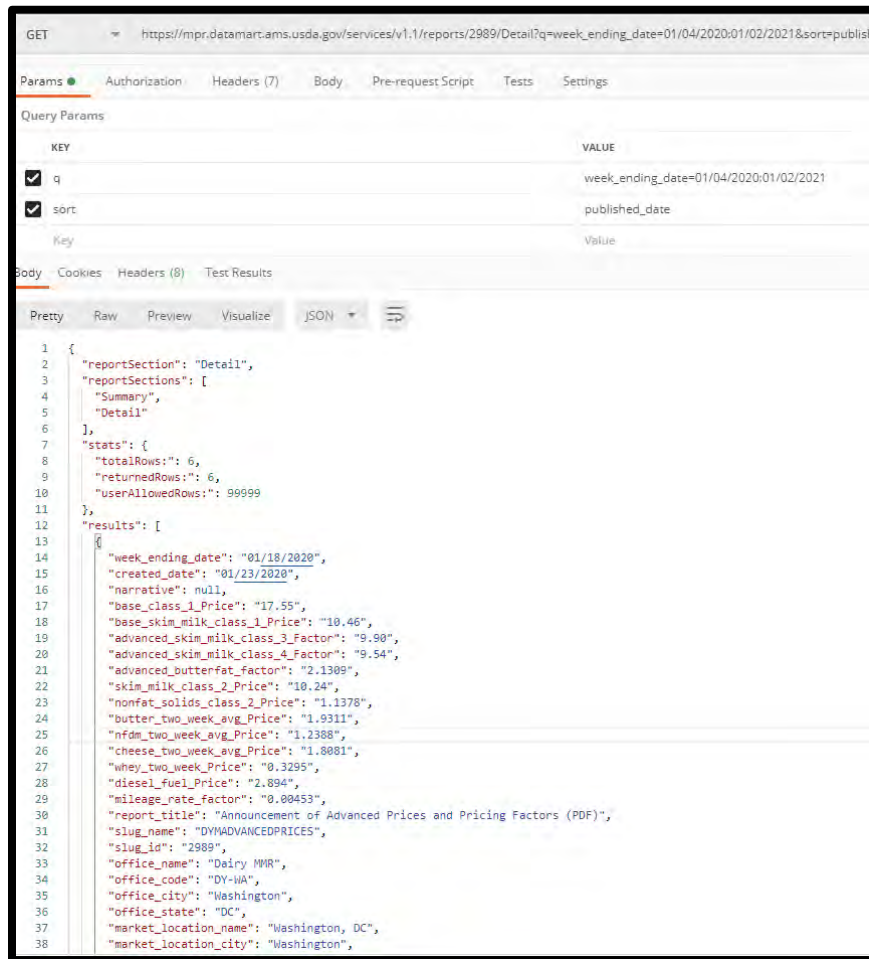 GET https://mpr.datamart.ams.usda.gov/services/v1.1/reports/2989/Detail?q=week_ending_date=01/04/2020:01/02/2021&sort=publish
Params Authorization Headers (7) Body Pre-request Script Tests Settings
Query Params
KEY VALUE
q week_ending_date=01/04/2020:01/02/2021
sort published_date
Key Value
Body Cookies Headers (8) Test Results
Pretty Raw Preview Visualize JSON
1 {
2 "reportSection": "Detail",
3 "reportSections": [
4 "Summary",
5 "Detail"
6 ],
7 "stats": {
8 "totalRows:": 6,
9 "returnedRows:": 6,
10 "userAllowedRows:": 99999
11 },
12 "results": [
13 {
14 "week_ending_date": "01/18/2020",
15 "created_date": "01/23/2020",
16 "narrative": null,
17 "base_class_1_Price": "17.55",
18 "base_skim_milk_class_1_Price": "10.46",
19 "advanced_skim_milk_class_3_Factor": "9.90",
20 "advanced_skim_milk_class_4_Factor": "9.54",
21 "advanced_butterfat_factor": "2.1309",
22 "skim_milk_class_2_Price": "10.24",
23 "nonfat_solids_class_2_Price": "1.1378",
24 "butter_two_week_avg_Price": "1.9311",
25 "nfdm_two_week_avg_Price": "1.2388",
26 "cheese_two_week_avg_Price": "1.8081",
27 "whey_two_week_Price": "0.3295",
28 "diesel_fuel_Price": "2.894",
29 "mileage_rate_factor": "0.00453",
30 "report_title": "Announcement of Advanced Prices and Pricing Factors (PDF)",
31 "slug_name": "DYMADVANCEDPRICES",
32 "slug_id": "2989",
33 "office_name": "Dairy MMR",
34 "office_code": "DY-WA",
35 "office_city": "Washington",
36 "office_state": "DC",
37 "market_location_name": "Washington, DC",
38 "market_location_city": "Washington",